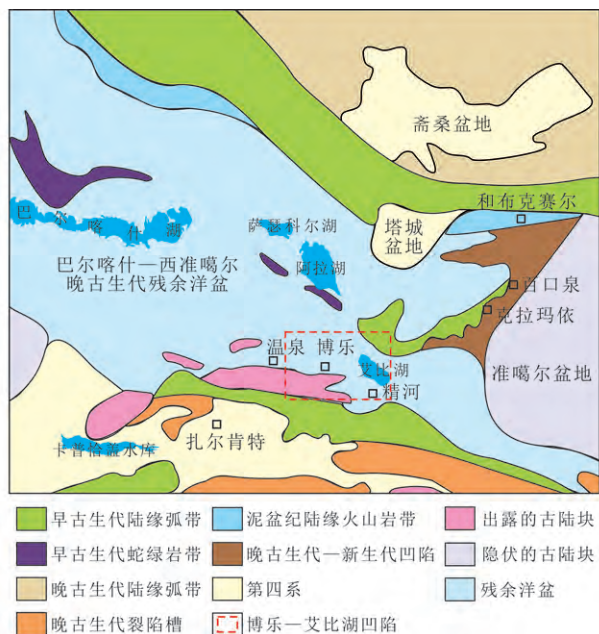 斋桑盆地
和布克赛尔
塔城
盆地
巴尔喀什湖
萨瑟科尔湖
阿拉湖
百口泉
巴尔喀什—西准噶尔
晚古生代残余洋盆
克拉玛依
温泉 博乐
艾比湖
准噶尔盆地
精河
扎尔肯特
卡普恰盖水库
早古生代陆缘弧带 泥盆纪陆缘火山岩带 出露的古陆块
早古生代蛇绿岩带 晚古生代—新生代凹陷 隐伏的古陆块
晚古生代陆缘弧带 第四系 残余洋盆
晚古生代裂陷槽 博乐—艾比湖凹陷